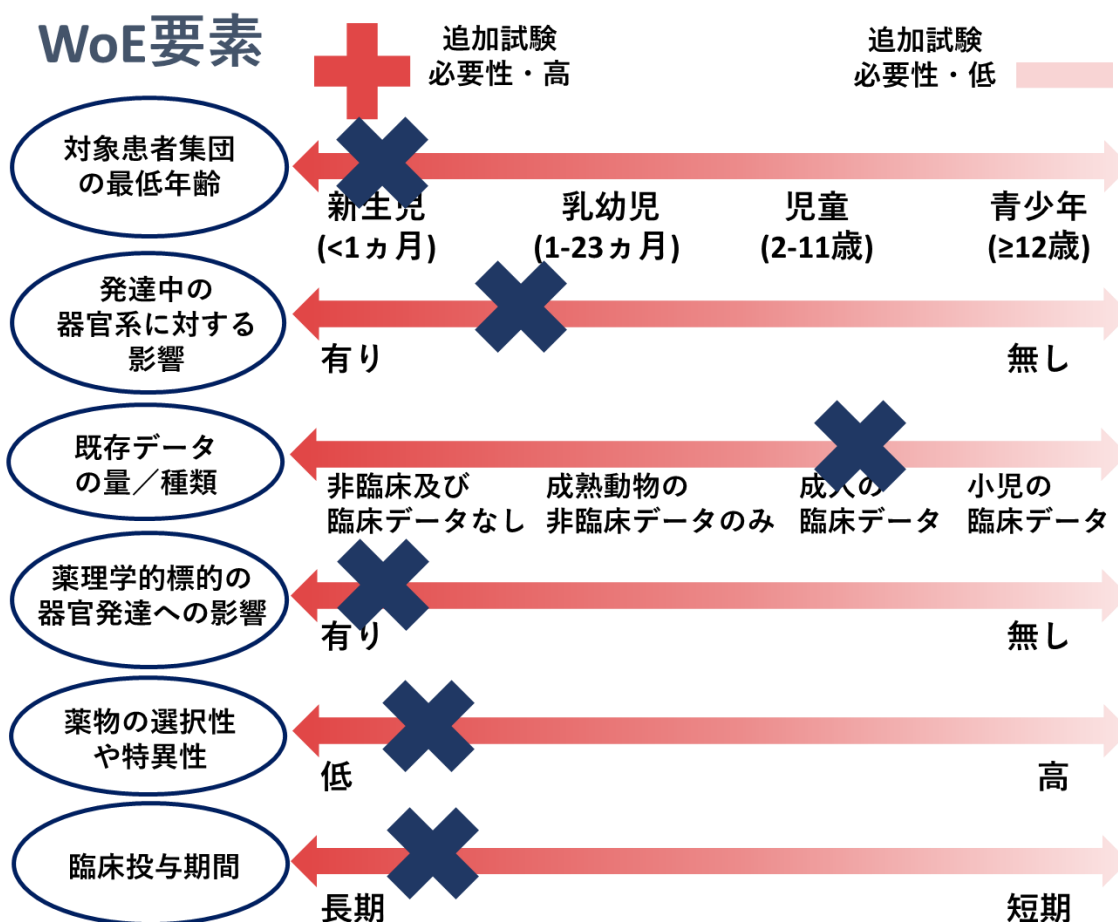 WoE要素
追加試験
必要性・高
追加試験
必要性・低
対象患者集団
の最低年齢
新生児
(<1ヵ月)
乳幼児
(1-23ヵ月)
児童
(2-11歳)
青少年
(≥12歳)
発達中の
器官系に対する
影響
有り
無し
既存データ
の量／種類
非臨床及び
臨床データなし
成熟動物の
非臨床データのみ
成人の
臨床データ
小児の
臨床データ
薬理学的標的の
器官発達への影響
有り
無し
薬物の選択性
や特異性
低
高
臨床投与期間
長期
短期